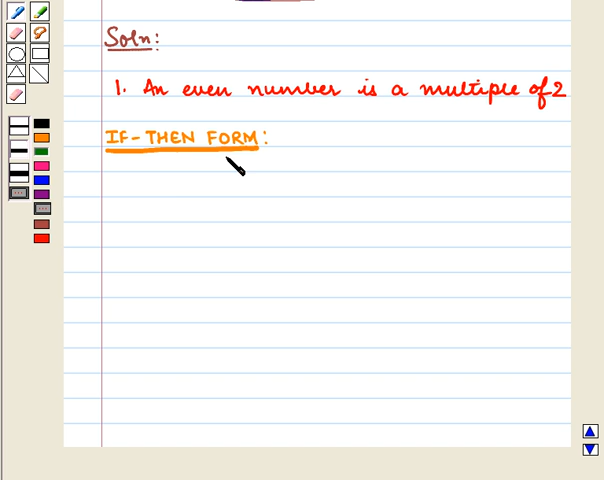 Soln:
1. An even number is a multiple of 2
IF-THEN FORM: